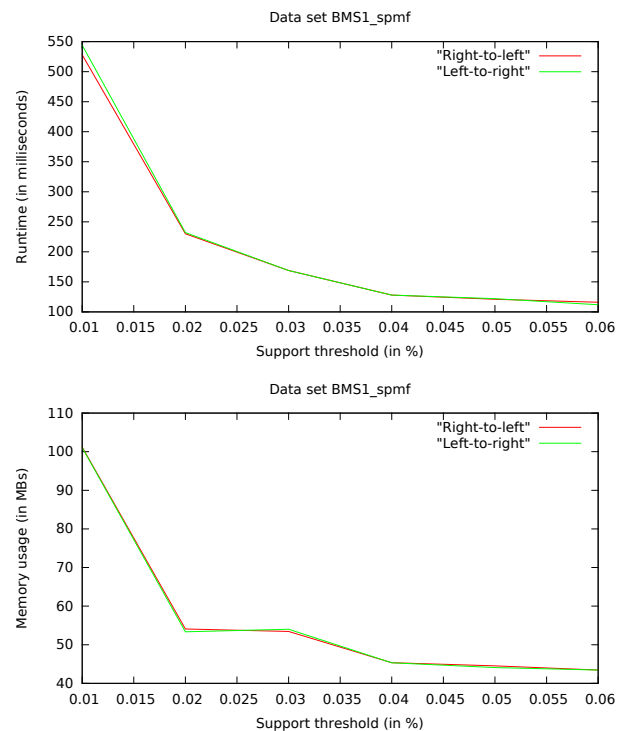 Data set BMS1_spmf
550
500
450
400
350
300
250
200
150
100
Runtime (in milliseconds)
"Right-to-left"
"Left-to-right"
0.01 0.015 0.02 0.025 0.03 0.035 0.04 0.045 0.05 0.055 0.06
Support threshold (in %)
Data set BMS1_spmf
110
100
90
80
70
60
50
40
Memory usage (in MBs)
"Right-to-left"
"Left-to-right"
0.01 0.015 0.02 0.025 0.03 0.035 0.04 0.045 0.05 0.055 0.06
Support threshold (in %)